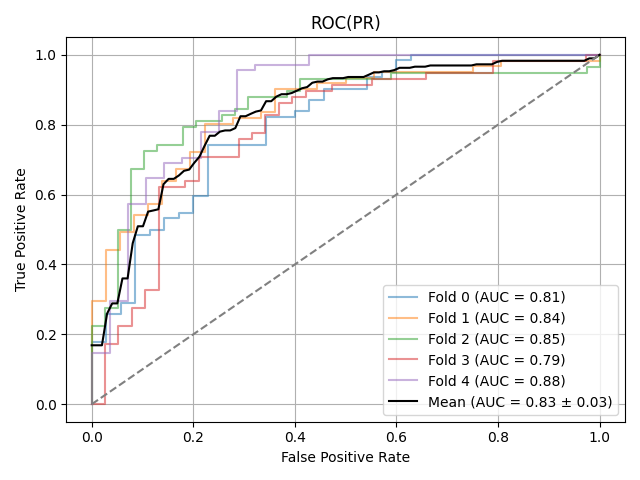 ROC(PR)
True Positive Rate
1.0
0.8
0.6
0.4
0.2
0.0
Fold 0 (AUC = 0.81)
Fold 1 (AUC = 0.84)
Fold 2 (AUC = 0.85)
Fold 3 (AUC = 0.79)
Fold 4 (AUC = 0.88)
Mean (AUC = 0.83 ± 0.03)
0.0 0.2 0.4 0.6 0.8 1.0
False Positive Rate